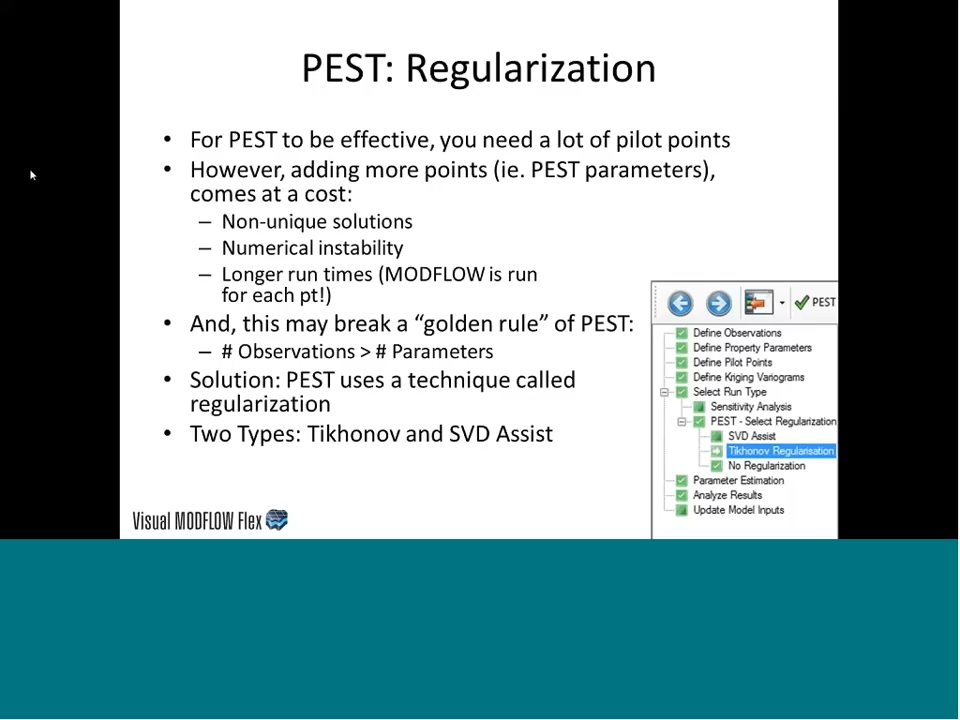 PEST: Regularization
• For PEST to be effective, you need a lot of pilot points
• However, adding more points (ie. PEST parameters),
comes at a cost:
– Non-unique solutions
– Numerical instability
– Longer run times (MODFLOW is run
for each pt!)
• And, this may break a “golden rule” of PEST:
– # Observations > # Parameters
• Solution: PEST uses a technique called
regularization
• Two Types: Tikhonov and SVD Assist
PEST
Define Observations
Define Property Parameters
Define Pilot Points
Define Kriging Variograms
Select Run Type
Sensitivity Analysis
PEST - Select Regularization
SVD Assist
Tikhonov Regularisation
No Regularization
Parameter Estimation
Analyze Results
Update Model Inputs
Visual MODFLOW Flex